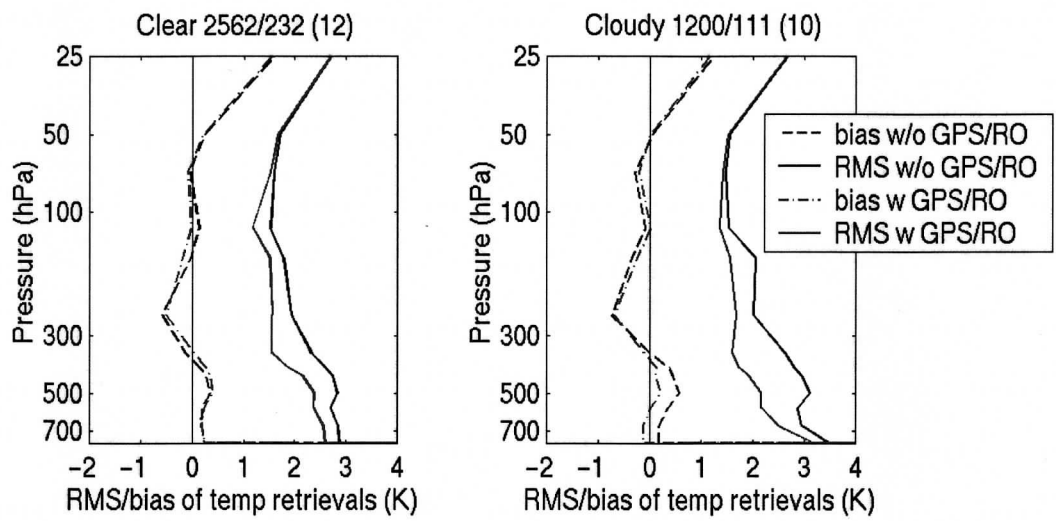 Clear 2562/232 (12)
25
50
100
300
500
700
Pressure (hPa)
−2 −1 0 1 2 3 4
RMS/bias of temp retrievals (K)
Cloudy 1200/111 (10)
25
50
100
300
500
700
Pressure (hPa)
−2 −1 0 1 2 3 4
RMS/bias of temp retrievals (K)
bias w/o GPS/RO
RMS w/o GPS/RO
bias w GPS/RO
RMS w GPS/RO